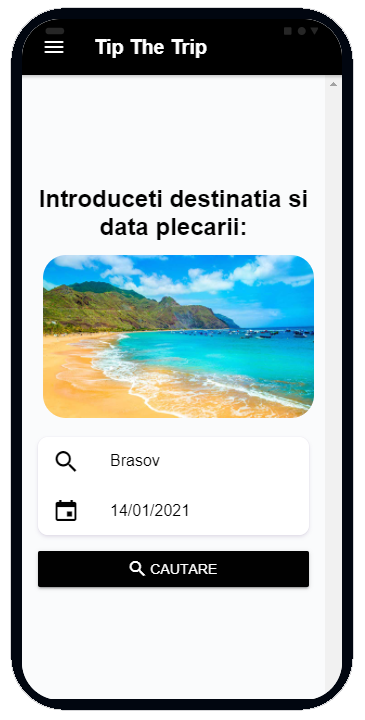 Tip The Trip
Introduceti destinatia si
data plecarii:
Brasov
14/01/2021
CAUTARE